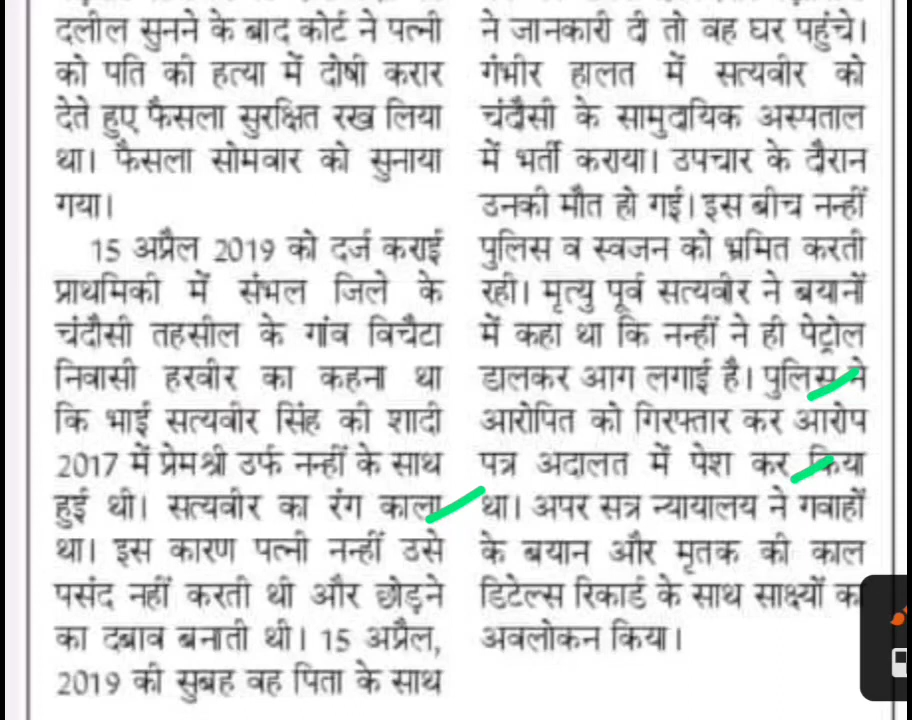 दलील सुनने के बाद कोर्ट ने पत्नी
को पति की हत्या में दोषी करार
देते हुए फैसला सुरक्षित रख लिया
था। फैसला सोमवार को सुनाया
गया।
15 अप्रैल 2019 को दर्ज कराई
प्राथमिकी में संभल जिले के
चंदौसी तहसील के गांव विचैटा
निवासी हरवीर का कहना था
कि भाई सत्यवीर सिंह की शादी
2017 में प्रेमश्री उर्फ नन्हीं के साथ
हुई थी। सत्यवीर का रंग काला
था। इस कारण पत्नी नन्हीं उसे
पसंद नहीं करती थी और छोड़ने
का दबाव बनाती थी। 15 अप्रैल,
2019 की सुबह वह पिता के साथ
ने जानकारी दी तो वह घर पहुंचे।
गंभीर हालत में सत्यवीर को
चंदौसी के सामुदायिक अस्पताल
में भर्ती कराया। उपचार के दौरान
उनकी मौत हो गई। इस बीच नन्हीं
पुलिस व स्वजन को भ्रमित करती
रही। मृत्यु पूर्व सत्यवीर ने बयानों
में कहा था कि नन्हीं ने ही पेट्रोल
डालकर आग लगाई है। पुलिस ने
आरोपित को गिरफ्तार कर आरोप
पत्र अदालत में पेश कर किया
था। अपर सत्र न्यायालय ने गवाहों
के बयान और मृतक की काल
डिटेल्स रिकार्ड के साथ साक्ष्यों का
अवलोकन किया।